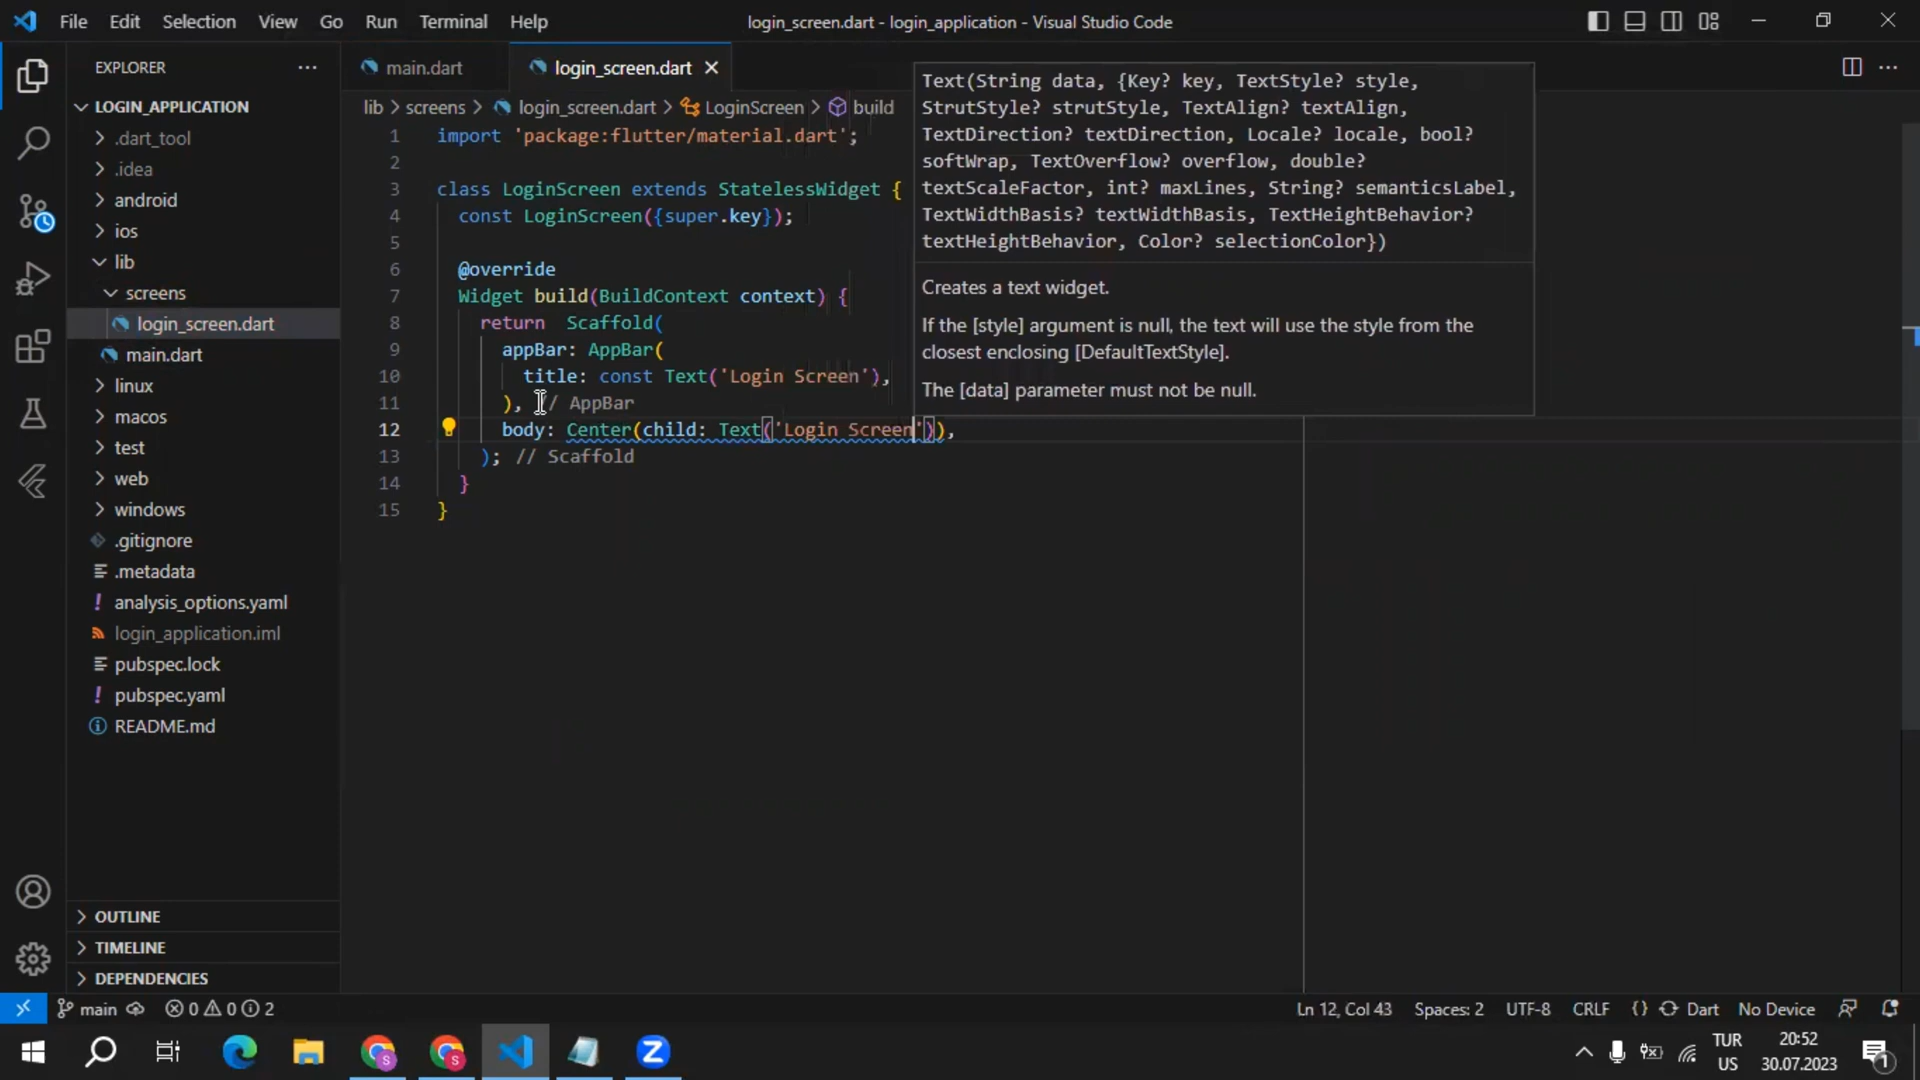 File Edit Selection View Go Run Terminal Help
login_screen.dart - login_application - Visual Studio Code
EXPLORER
LOGIN_APPLICATION
.dart_tool
.idea
android
ios
lib
screens
login_screen.dart
main.dart
linux
macos
test
web
windows
.gitignore
.metadata
analysis_options.yaml
login_application.iml
pubspec.lock
pubspec.yaml
README.md
OUTLINE
TIMELINE
DEPENDENCIES
main.dart login_screen.dart
lib > screens > login_screen.dart > LoginScreen > build
1 import 'package:flutter/material.dart';
2
3 class LoginScreen extends StatelessWidget {
4 const LoginScreen({super.key});
5
6 @override
7 Widget build(BuildContext context) {
8 return Scaffold(
9 appBar: AppBar(
10 title: const Text('Login Screen'),
11 ), // AppBar
12 body: Center(child: Text('Login Screen')),
13 ); // Scaffold
14 }
15 }
Text(String data, {Key? key, TextStyle? style,
StrutStyle? strutStyle, TextAlign? textAlign,
TextDirection? textDirection, Locale? locale, bool?
softWrap, TextOverflow? overflow, double?
textScaleFactor, int? maxLines, String? semanticsLabel,
TextWidthBasis? textWidthBasis, TextHeightBehavior?
textHeightBehavior, Color? selectionColor})
Creates a text widget.
If the [style] argument is null, the text will use the style from the
closest enclosing [DefaultTextStyle].
The [data] parameter must not be null.
main 0 0 2
Ln 12, Col 43 Spaces: 2 UTF-8 CRLF {} Dart No Device
TUR
US
20:52
30.07.2023
1